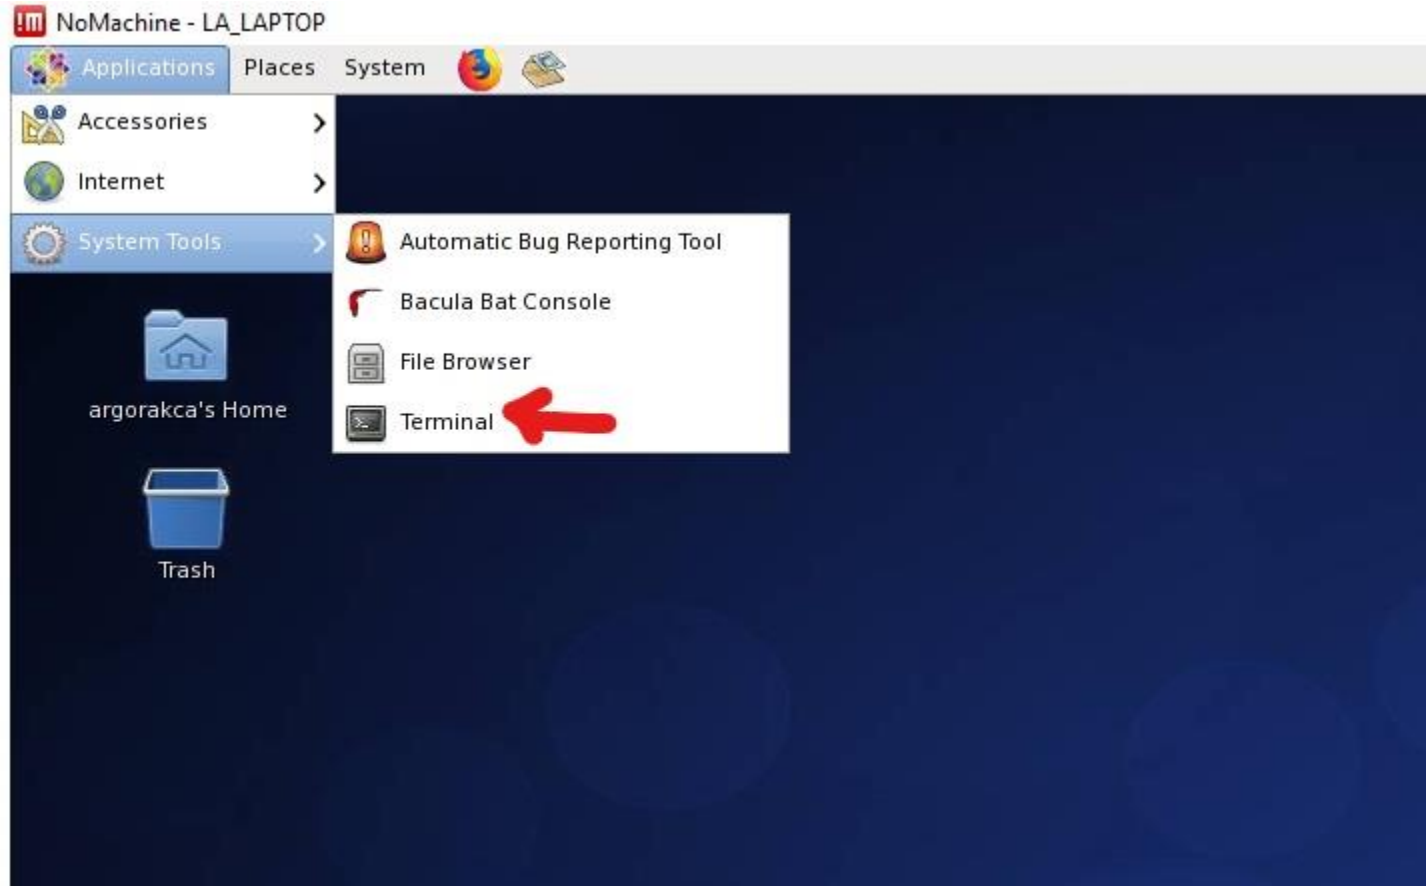 NoMachine - LA_LAPTOP
Applications Places System
Accessories
Internet
System Tools
Automatic Bug Reporting Tool
Bacula Bat Console
File Browser
Terminal
argorakca's Home
Trash